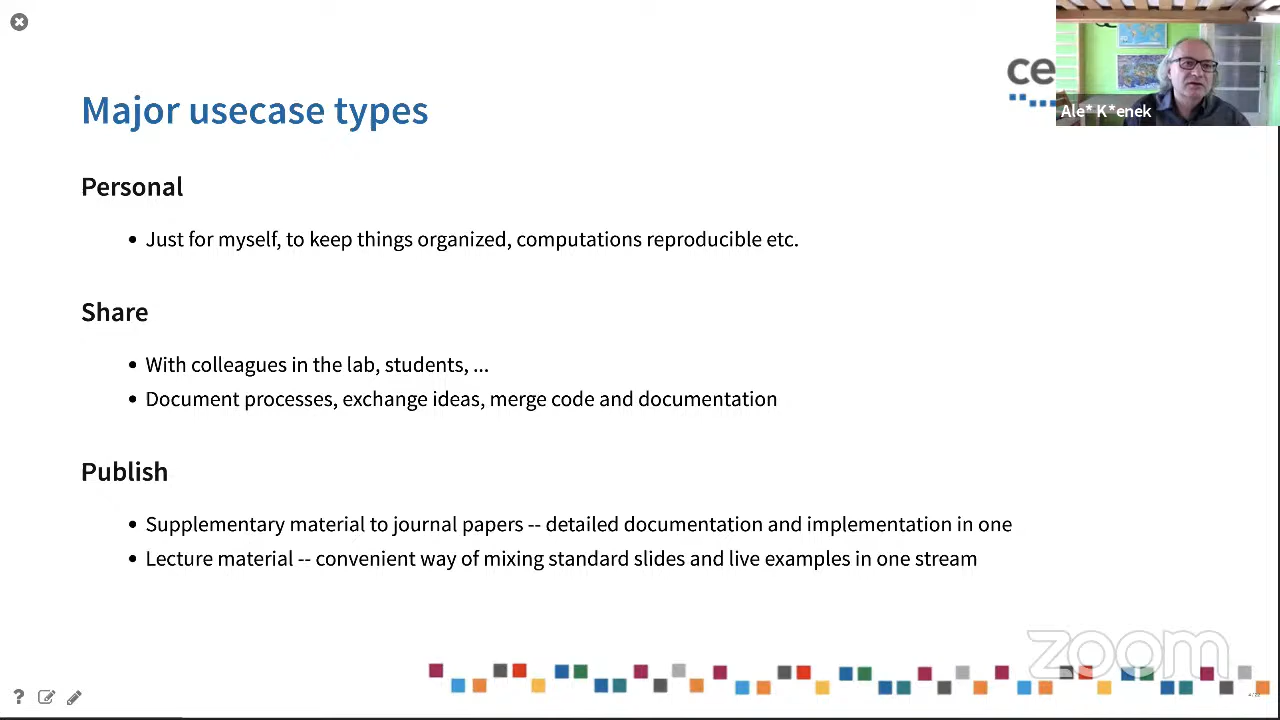 ce
Ale* K*enek
Major usecase types
Personal
• Just for myself, to keep things organized, computations reproducible etc.
Share
• With colleagues in the lab, students, ...
• Document processes, exchange ideas, merge code and documentation
Publish
• Supplementary material to journal papers -- detailed documentation and implementation in one
• Lecture material -- convenient way of mixing standard slides and live examples in one stream
zoom
?